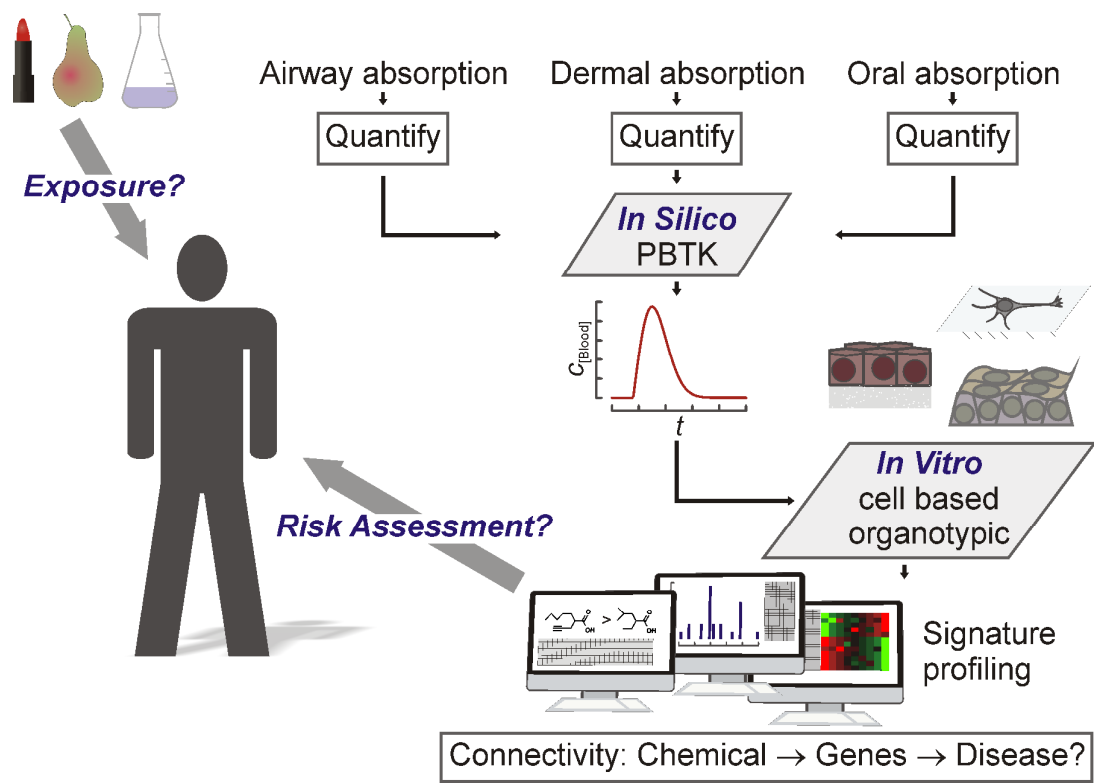 Airway absorption
Dermal absorption
Oral absorption
Quantify
Quantify
Quantify
Exposure?
In Silico
PBTK
C[Blood]
t
In Vitro
cell based
organotypic
Risk Assessment?
O
OH
>
O
OH
Signature
profiling
Connectivity: Chemical → Genes → Disease?